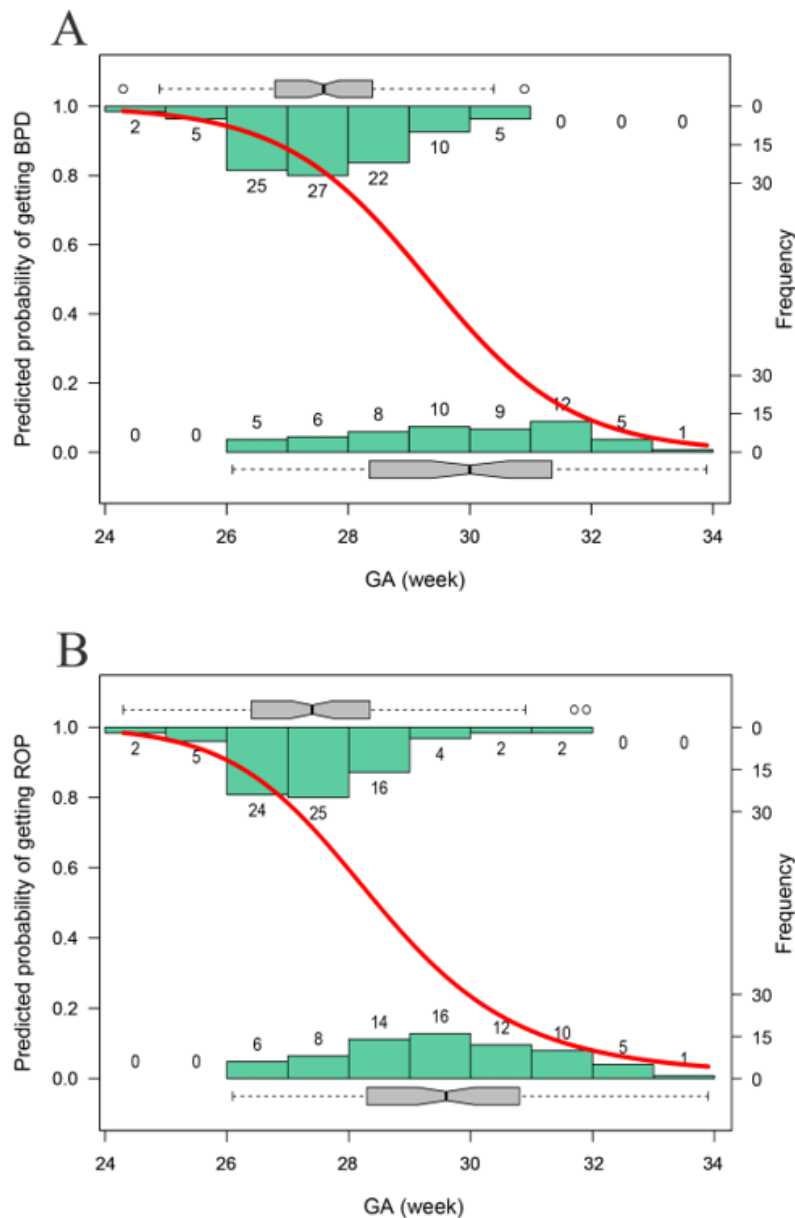 A
Predicted probability of getting BPD
1.0
0.8
0.6
0.4
0.2
0.0
2 5 25 27 22 10 5 0 0 0
0 0 5 6 8 10 9 12 5 1
0
15
30
30
15
0
Frequency
24 26 28 30 32 34
GA (week)
B
Predicted probability of getting ROP
1.0
0.8
0.6
0.4
0.2
0.0
2 5 24 25 16 4 2 2 0 0
0 0 6 8 14 16 12 10 5 1
0
15
30
30
15
0
Frequency
24 26 28 30 32 34
GA (week)